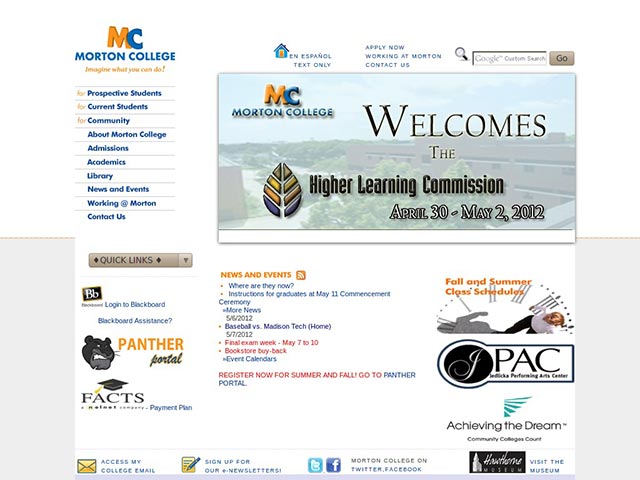 MC
MORTON COLLEGE
Imagine what you can do!
EN ESPAÑOL
TEXT ONLY
APPLY NOW
WORKING AT MORTON
CONTACT US
Google™ Custom Search
Go
for Prospective Students
for Current Students
for Community
About Morton College
Admissions
Academics
Library
News and Events
Working @ Morton
Contact Us
MC
MORTON COLLEGE
WELCOMES
THE
Higher Learning Commission
APRIL 30 - MAY 2, 2012
♦QUICK LINKS ♦
Bb
Blackboard
Login to Blackboard
Blackboard Assistance?
PANTHER
portal
FACTS
a nelnet company
Payment Plan
NEWS AND EVENTS
Where are they now?
Instructions for graduates at May 11 Commencement
Ceremony
»More News
5/6/2012
Baseball vs. Madison Tech (Home)
5/7/2012
Final exam week - May 7 to 10
Bookstore buy-back
»Event Calendars
REGISTER NOW FOR SUMMER AND FALL! GO TO PANTHER
PORTAL.
Fall and Summer
Class Schedules
JPAC
Jedlicka Performing Arts Center
Achieving the Dream™
Community Colleges Count
ACCESS MY
COLLEGE EMAIL
SIGN UP FOR
OUR e-NEWSLETTERS!
MORTON COLLEGE ON
TWITTER,FACEBOOK
Hawthorne
MUSEUM
VISIT THE
MUSEUM